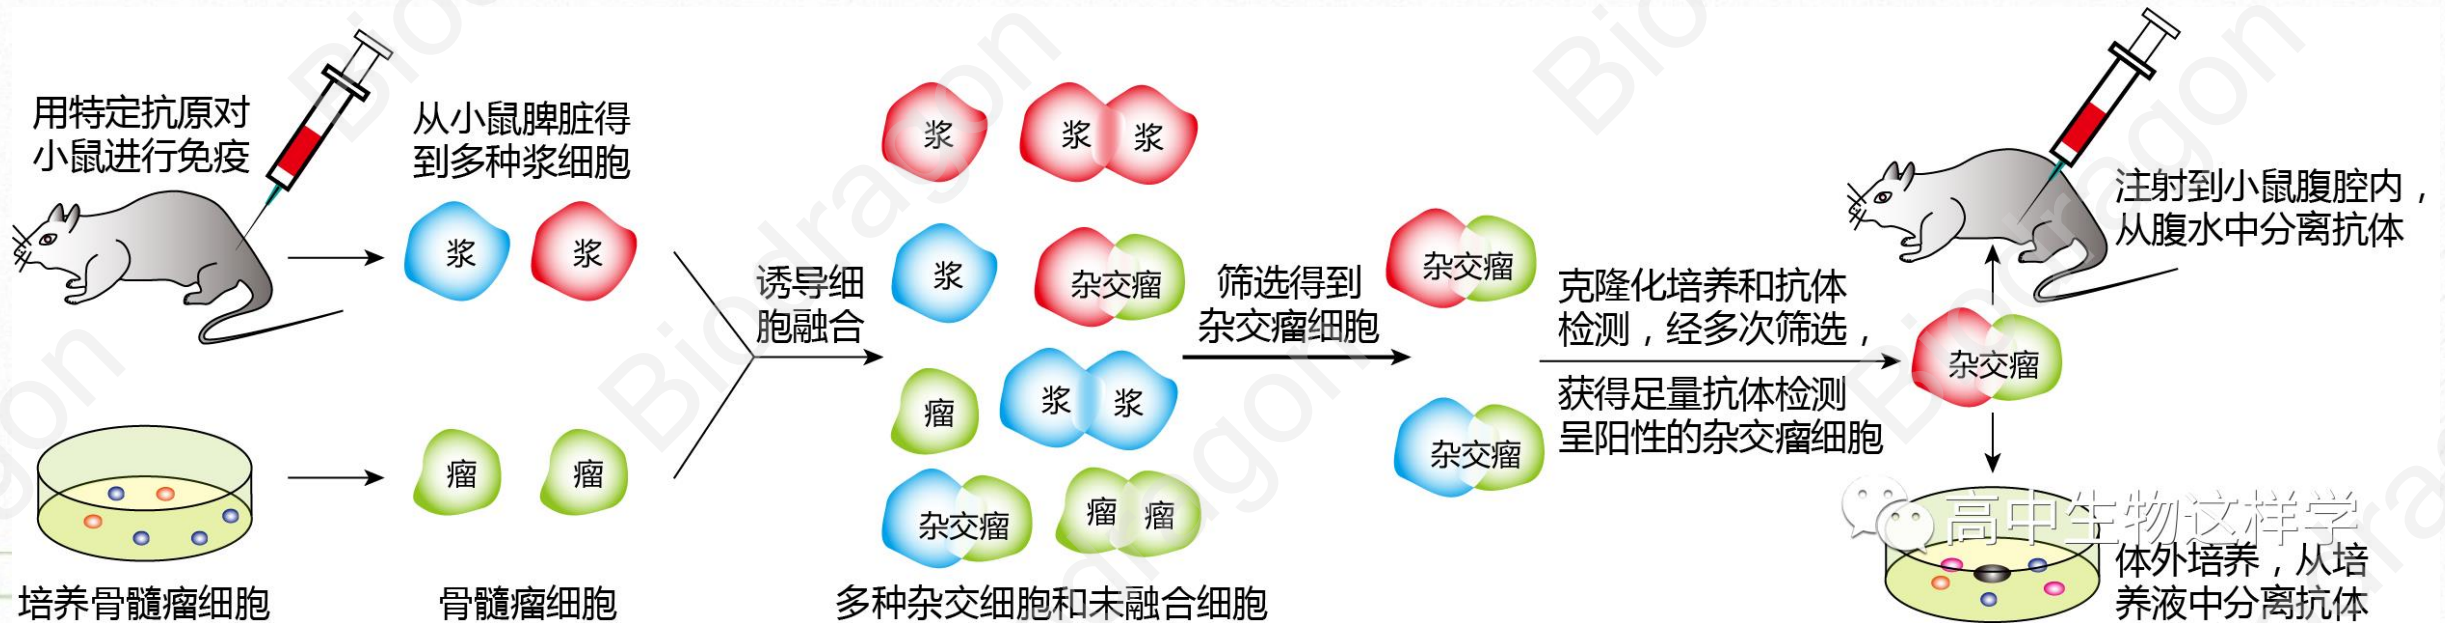 用特定抗原对
小鼠进行免疫
从小鼠脾脏得
到多种浆细胞
浆
浆
培养骨髓瘤细胞
瘤
瘤
骨髓瘤细胞
诱导细
胞融合
浆
浆 浆
浆
杂交瘤
瘤
浆 浆
杂交瘤
瘤 瘤
多种杂交细胞和未融合细胞
筛选得到
杂交瘤细胞
杂交瘤
杂交瘤
克隆化培养和抗体
检测，经多次筛选，
获得足量抗体检测
呈阳性的杂交瘤细胞
杂交瘤
注射到小鼠腹腔内，
从腹水中分离抗体
体外培养，从培
养液中分离抗体
高中生物这样学
Biodragon
Biodragon
Biodragon
Biodragon